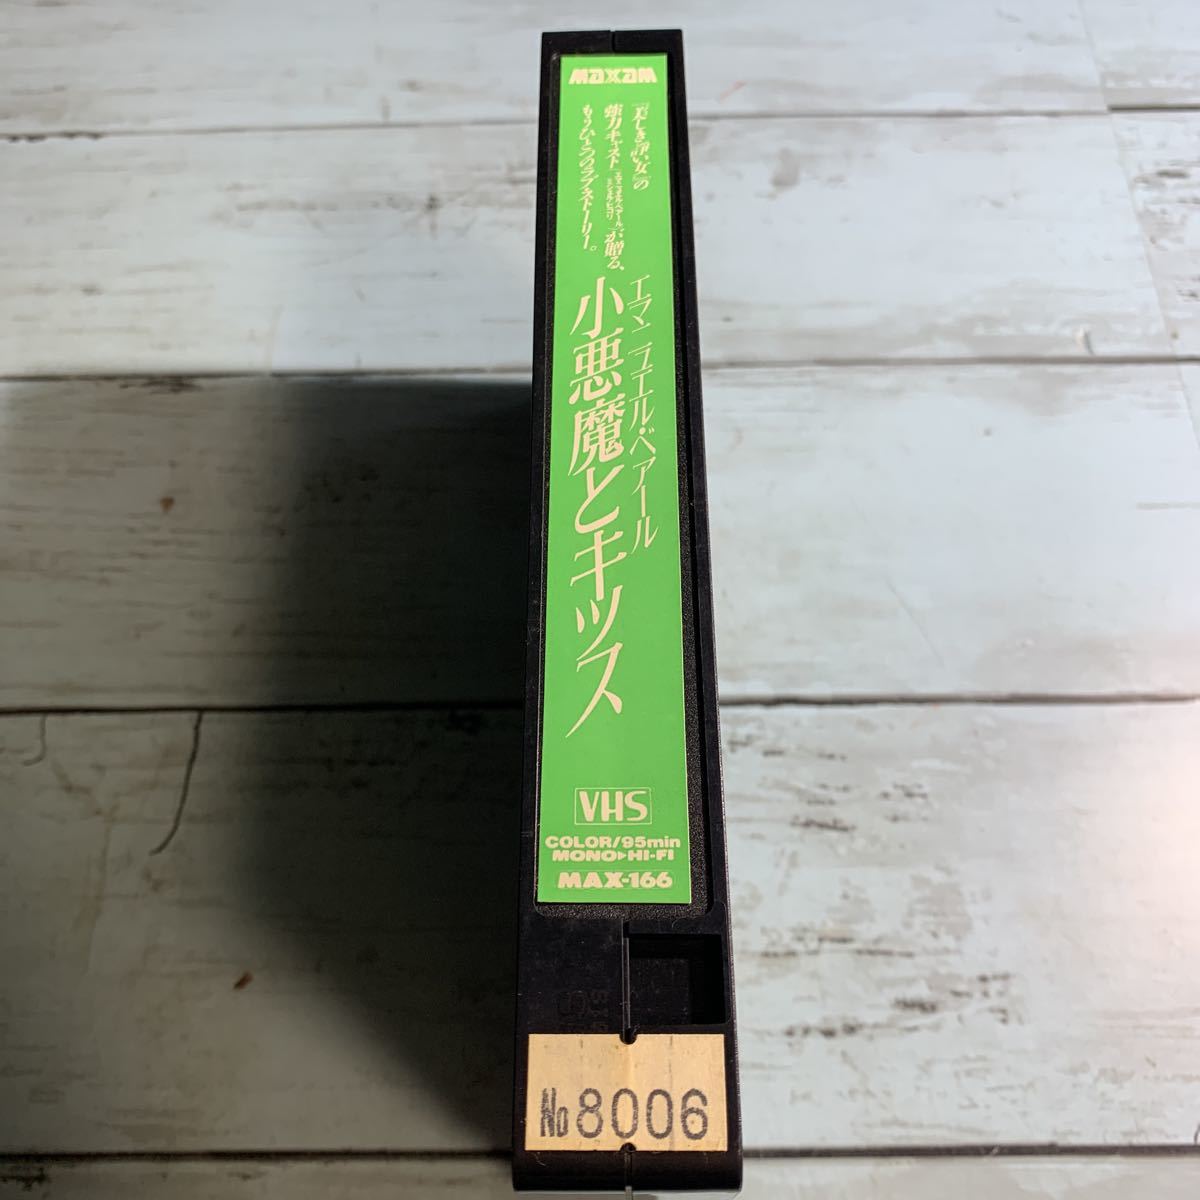 maxam
『美しき諍い女』の
強力キャスト[エマニュエル・ベアール ミシェル・ピコリ]が贈る、
もうひとつのラブ・ストーリー。
エマニュエル・ベアール
小悪魔とキッス
VHS
COLOR/95min
MONO▶HI-FI
MAX-166
№8006